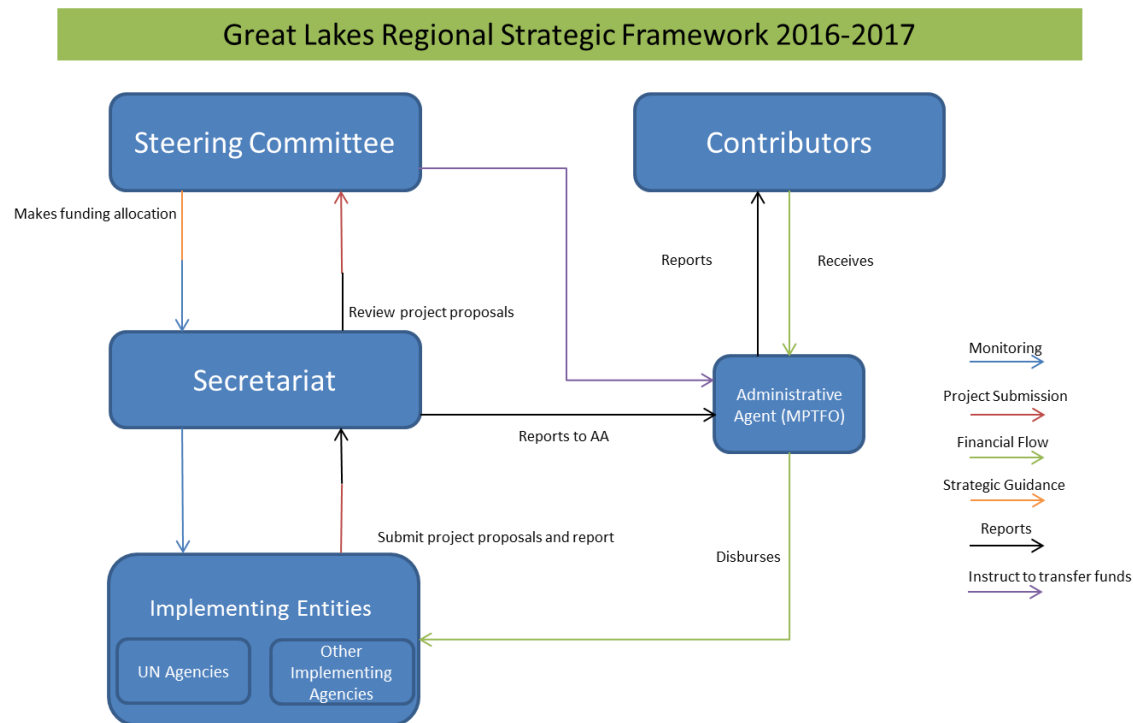 Great Lakes Regional Strategic Framework 2016-2017
Steering Committee
Contributors
Makes funding allocation
Reports
Receives
Review project proposals
Secretariat
Administrative
Agent (MPTFO)
Reports to AA
Submit project proposals and report
Disburses
Implementing Entities
UN Agencies
Other
Implementing
Agencies
Monitoring
Project Submission
Financial Flow
Strategic Guidance
Reports
Instruct to transfer funds